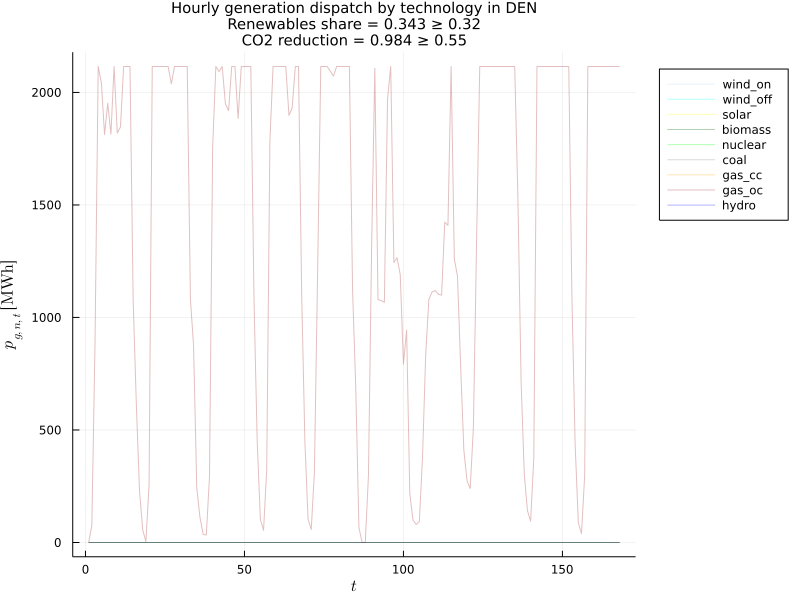 Hourly generation dispatch by technology in DEN
Renewables share = 0.343 ≥ 0.32
CO2 reduction = 0.984 ≥ 0.55
2000
1500
1000
500
0
p g, n, t [MWh]
0 50 100 150
t
wind_on
wind_off
solar
biomass
nuclear
coal
gas_cc
gas_oc
hydro